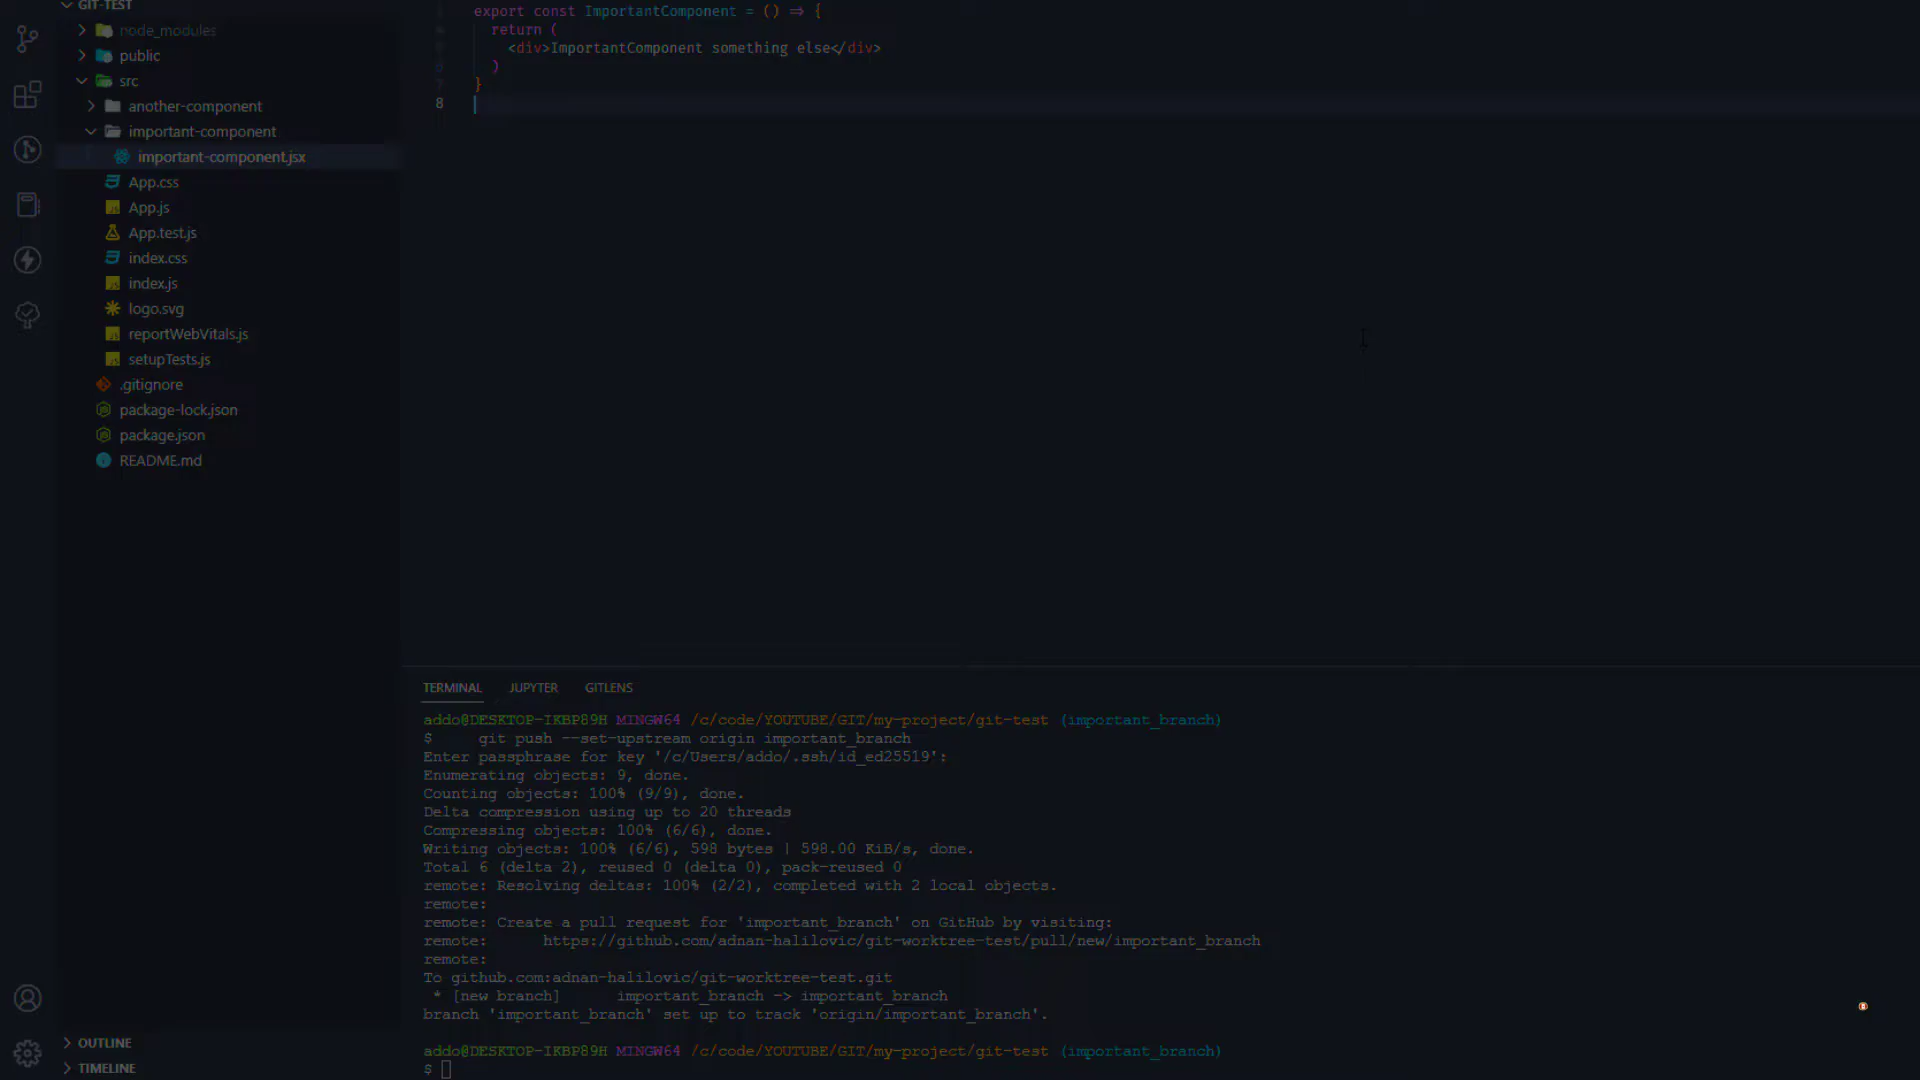 GIT-TEST
node_modules
public
src
another-component
important-component
important-component.jsx
App.css
App.js
App.test.js
index.css
index.js
logo.svg
reportWebVitals.js
setupTests.js
.gitignore
package-lock.json
package.json
README.md
OUTLINE
TIMELINE
export const ImportantComponent = () => {
return (
<div>ImportantComponent something else</div>
)
}
8
TERMINAL JUPYTER GITLENS
addo@DESKTOP-IKBP89H MINGW64 /c/code/YOUTUBE/GIT/my-project/git-test (important_branch)
$ git push --set-upstream origin important_branch
Enter passphrase for key '/c/Users/addo/.ssh/id_ed25519':
Enumerating objects: 9, done.
Counting objects: 100% (9/9), done.
Delta compression using up to 20 threads
Compressing objects: 100% (6/6), done.
Writing objects: 100% (6/6), 598 bytes | 598.00 KiB/s, done.
Total 6 (delta 2), reused 0 (delta 0), pack-reused 0
remote: Resolving deltas: 100% (2/2), completed with 2 local objects.
remote:
remote: Create a pull request for 'important_branch' on GitHub by visiting:
remote: https://github.com/adnan-halilovic/git-worktree-test/pull/new/important_branch
remote:
To github.com:adnan-halilovic/git-worktree-test.git
* [new branch] important_branch -> important_branch
branch 'important_branch' set up to track 'origin/important_branch'.
addo@DESKTOP-IKBP89H MINGW64 /c/code/YOUTUBE/GIT/my-project/git-test (important_branch)
$